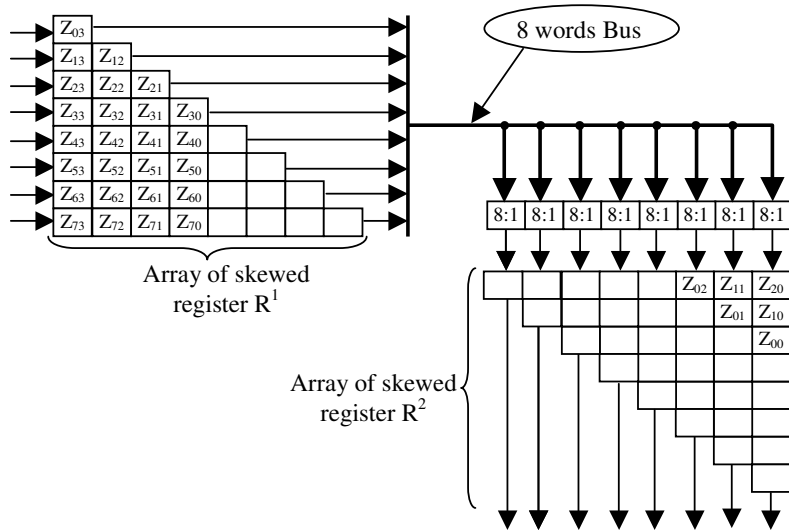 8 words Bus
Z₀₃
Z₁₃ Z₁₂
Z₂₃ Z₂₂ Z₂₁
Z₃₃ Z₃₂ Z₃₁ Z₃₀
Z₄₃ Z₄₂ Z₄₁ Z₄₀
Z₅₃ Z₅₂ Z₅₁ Z₅₀
Z₆₃ Z₆₂ Z₆₁ Z₆₀
Z₇₃ Z₇₂ Z₇₁ Z₇₀
8:1 8:1 8:1 8:1 8:1 8:1 8:1 8:1
Array of skewed
register R¹
Z₀₂ Z₁₁ Z₂₀
Z₀₁ Z₁₀
Z₀₀
Array of skewed
register R²